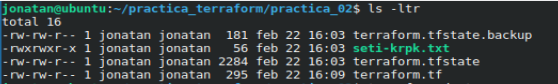 jonatan@ubuntu:~/practica_terraform/practica_02$ ls -ltr
total 16
-rw-rw-r-- 1 jonatan jonatan  181 feb 22 16:03 terraform.tfstate.backup
-rwxrwxr-x 1 jonatan jonatan   56 feb 22 16:03 seti-krpk.txt
-rw-rw-r-- 1 jonatan jonatan 2284 feb 22 16:03 terraform.tfstate
-rw-rw-r-- 1 jonatan jonatan  295 feb 22 16:09 terraform.tf